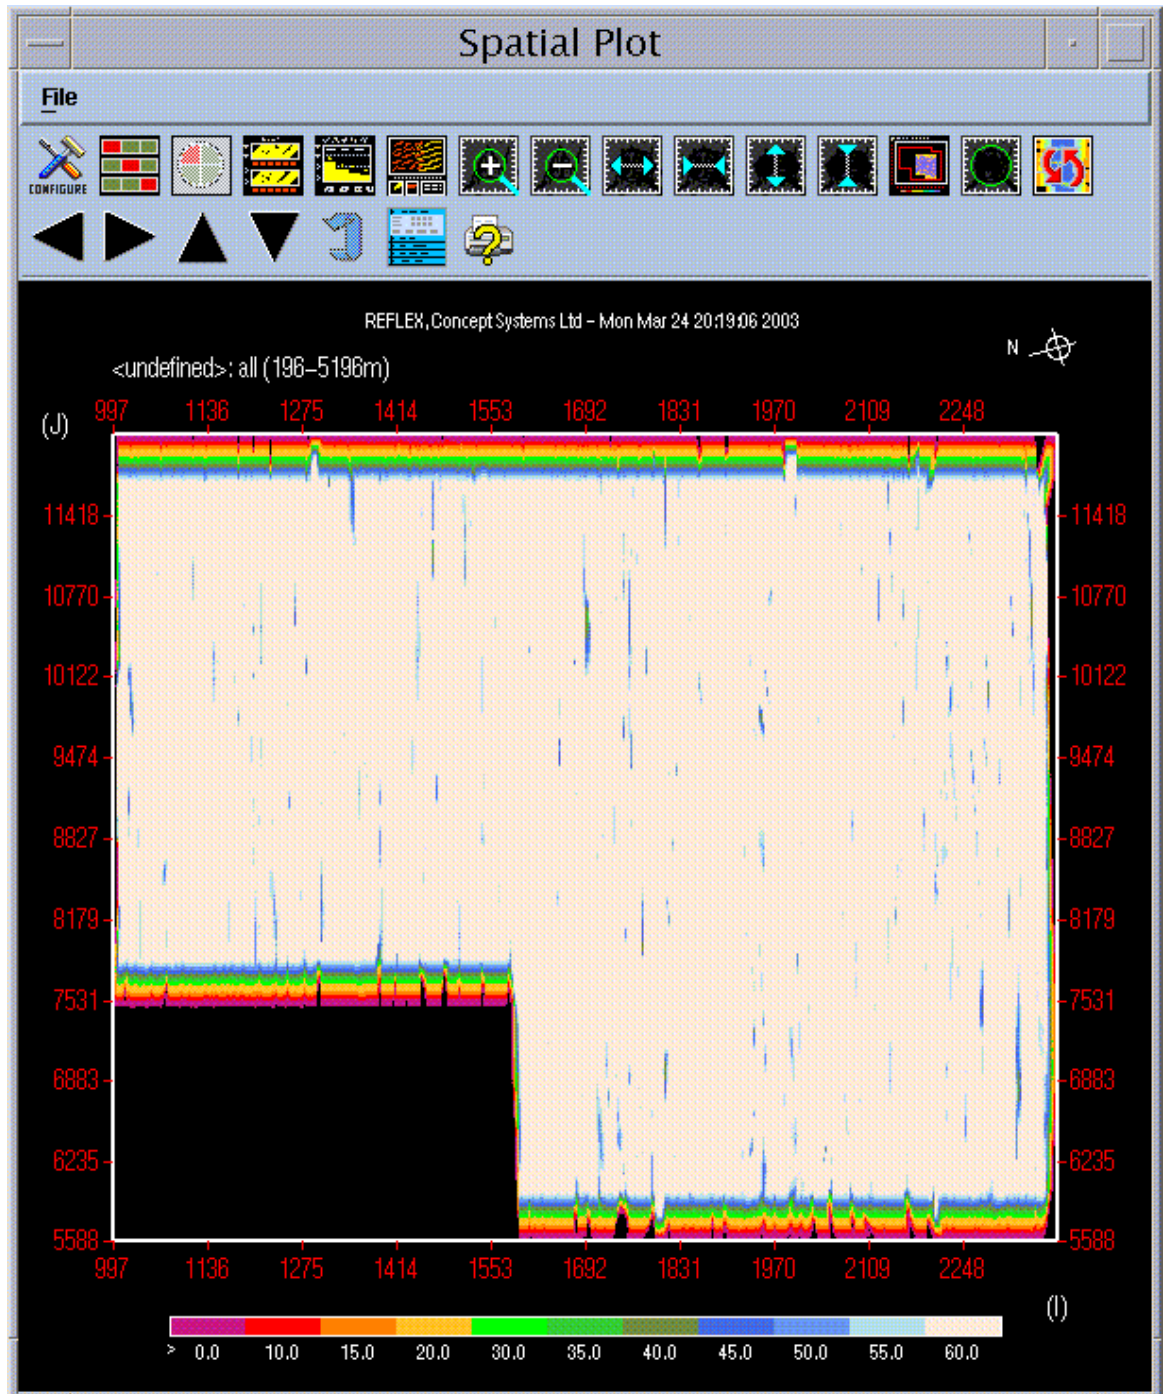 Spatial Plot
File
CONFIGURE
REFLEX, Concept Systems Ltd – Mon Mar 24 20:19:06 2003
N
<undefined>: all (196–5196m)
(J)
997 1136 1275 1414 1553 1692 1831 1970 2109 2248
11418 11418
10770 10770
10122 10122
9474 9474
8827 8827
8179 8179
7531 7531
6883 6883
6235 6235
5588 5588
997 1136 1275 1414 1553 1692 1831 1970 2109 2248
(I)
> 0.0 10.0 15.0 20.0 30.0 35.0 40.0 45.0 50.0 55.0 60.0